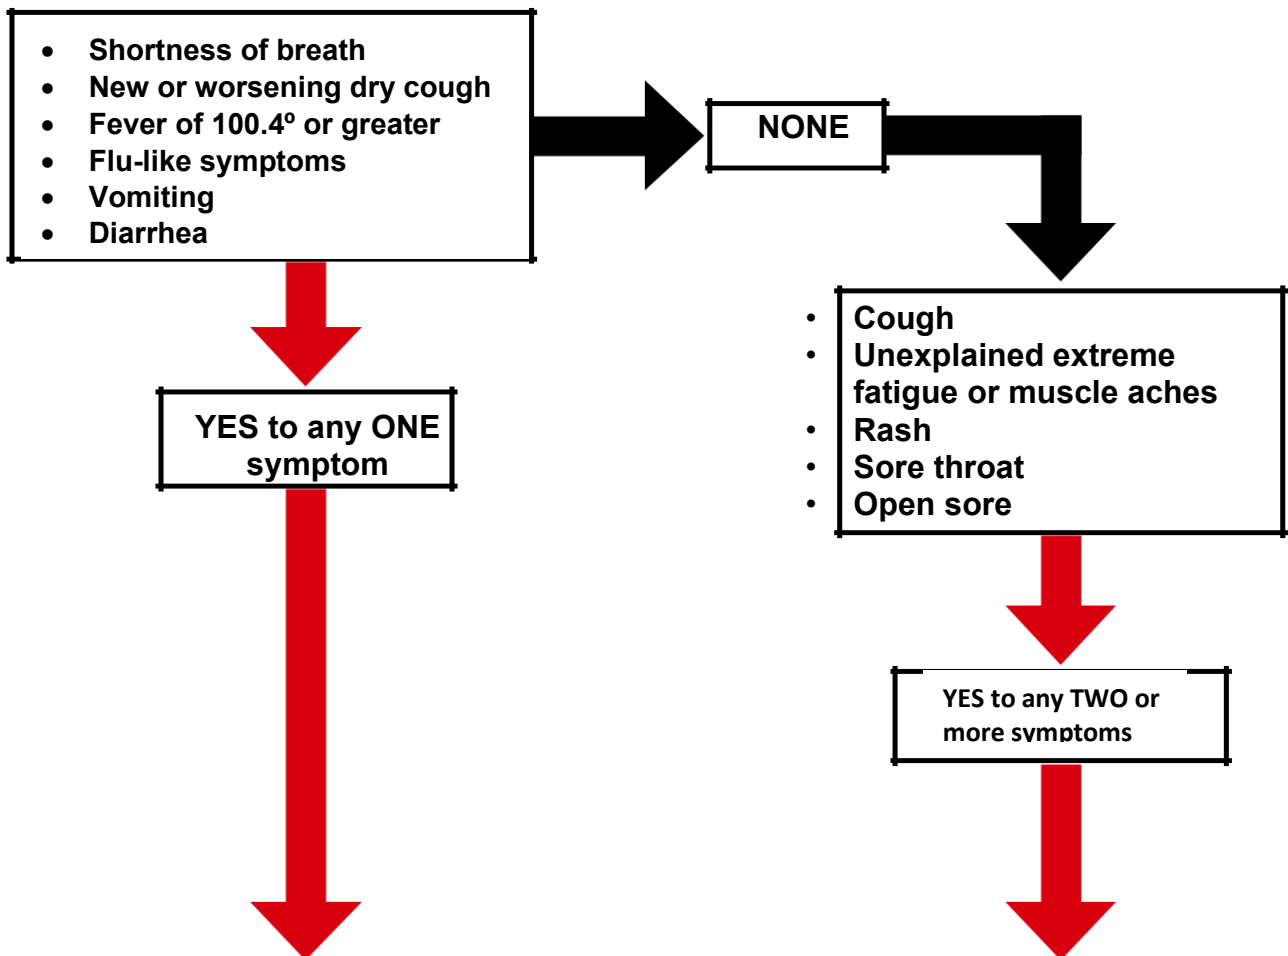 • Shortness of breath
• New or worsening dry cough
• Fever of 100.4º or greater
• Flu-like symptoms
• Vomiting
• Diarrhea
NONE
YES to any ONE
symptom
• Cough
• Unexplained extreme
fatigue or muscle aches
• Rash
• Sore throat
• Open sore
YES to any TWO or
more symptoms